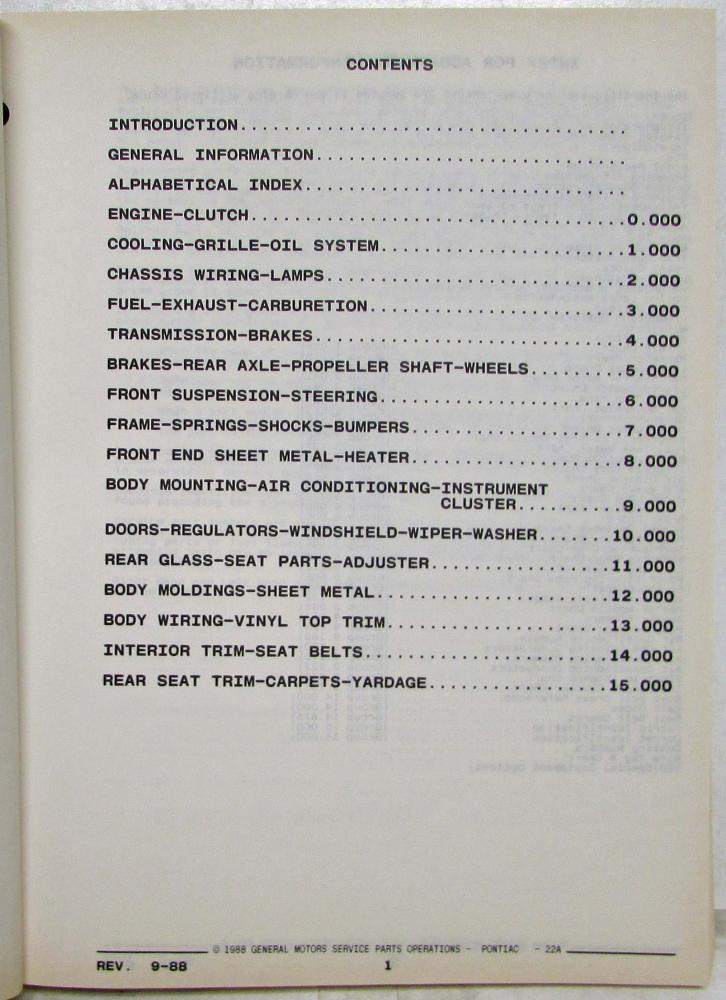 CONTENTS
INTRODUCTION....................................
GENERAL INFORMATION.............................
ALPHABETICAL INDEX..............................
ENGINE-CLUTCH...................................0.000
COOLING-GRILLE-OIL SYSTEM.......................1.000
CHASSIS WIRING-LAMPS............................2.000
FUEL-EXHAUST-CARBURETION........................3.000
TRANSMISSION-BRAKES.............................4.000
BRAKES-REAR AXLE-PROPELLER SHAFT-WHEELS.........5.000
FRONT SUSPENSION-STEERING.......................6.000
FRAME-SPRINGS-SHOCKS-BUMPERS....................7.000
FRONT END SHEET METAL-HEATER....................8.000
BODY MOUNTING-AIR CONDITIONING-INSTRUMENT
CLUSTER..........9.000
DOORS-REGULATORS-WINDSHIELD-WIPER-WASHER.......10.000
REAR GLASS-SEAT PARTS-ADJUSTER.................11.000
BODY MOLDINGS-SHEET METAL......................12.000
BODY WIRING-VINYL TOP TRIM.....................13.000
INTERIOR TRIM-SEAT BELTS.......................14.000
REAR SEAT TRIM-CARPETS-YARDAGE.................15.000
© 1988 GENERAL MOTORS SERVICE PARTS OPERATIONS - PONTIAC - 22A
REV. 9-88 1